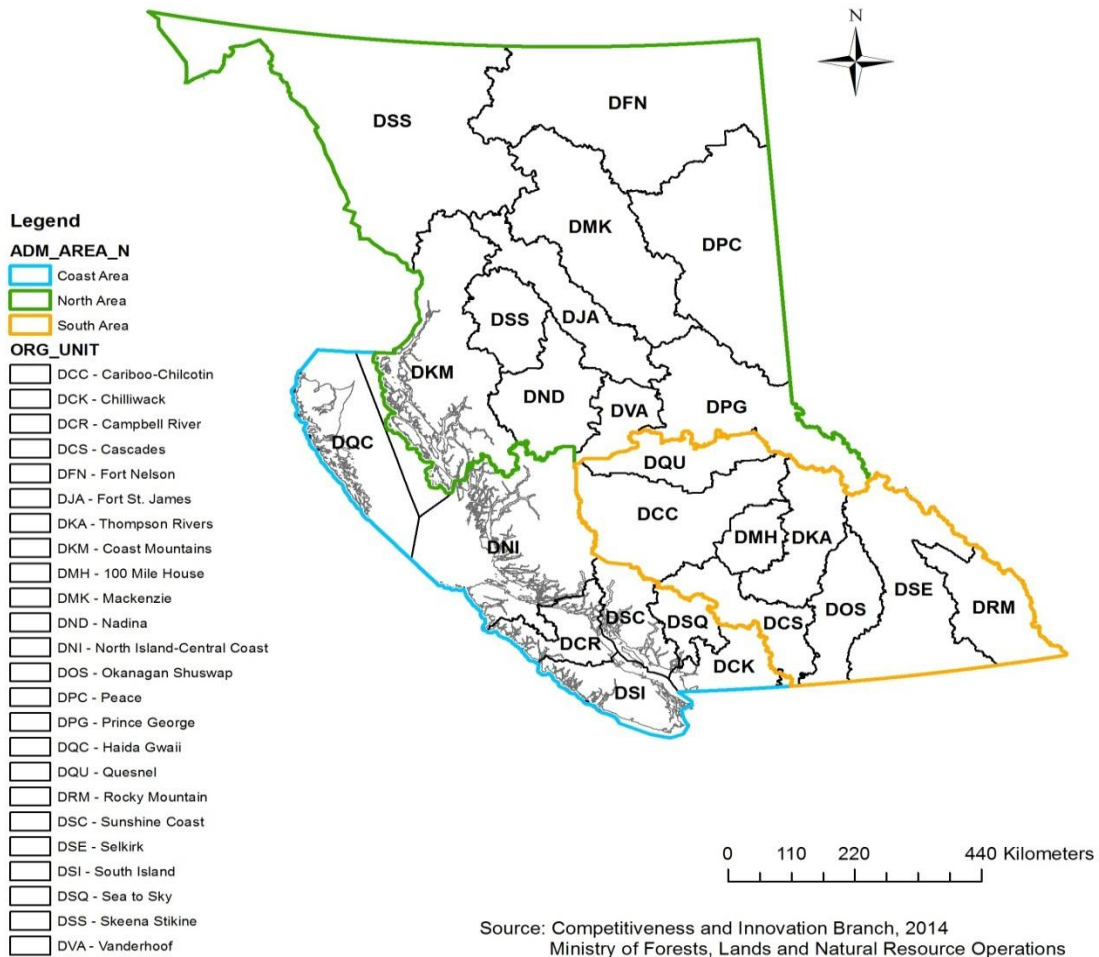 N
DSS
DFN
DMK
DPC
DSS
DJA
DKM
DND
DVA
DPG
DQC
DQU
DCC
DNI
DMH
DKA
DSE
DRM
DOS
DSC
DSQ
DCS
DCR
DCK
DSI
Legend
ADM_AREA_N
Coast Area
North Area
South Area
ORG_UNIT
DCC - Cariboo-Chilcotin
DCK - Chilliwack
DCR - Campbell River
DCS - Cascades
DFN - Fort Nelson
DJA - Fort St. James
DKA - Thompson Rivers
DKM - Coast Mountains
DMH - 100 Mile House
DMK - Mackenzie
DND - Nadina
DNI - North Island-Central Coast
DOS - Okanagan Shuswap
DPC - Peace
DPG - Prince George
DQC - Haida Gwaii
DQU - Quesnel
DRM - Rocky Mountain
DSC - Sunshine Coast
DSE - Selkirk
DSI - South Island
DSQ - Sea to Sky
DSS - Skeena Stikine
DVA - Vanderhoof
0 110 220 440 Kilometers
Source: Competitiveness and Innovation Branch, 2014
Ministry of Forests, Lands and Natural Resource Operations